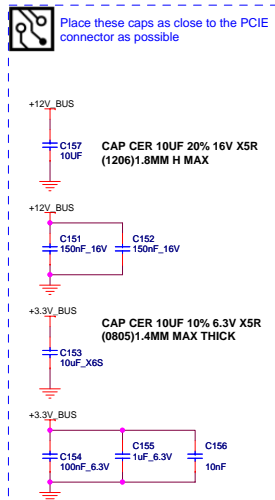 Place these caps as close to the PCIE
connector as possible
+12V_BUS
C157
10UF
CAP CER 10UF 20% 16V X5R
(1206)1.8MM H MAX
+12V_BUS
C151
150nF_16V
C152
150nF_16V
+3.3V_BUS
CAP CER 10UF 10% 6.3V X5R
(0805)1.4MM MAX THICK
C153
10uF_X6S
+3.3V_BUS
C154
100nF_6.3V
C155
1uF_6.3V
C156
10nF